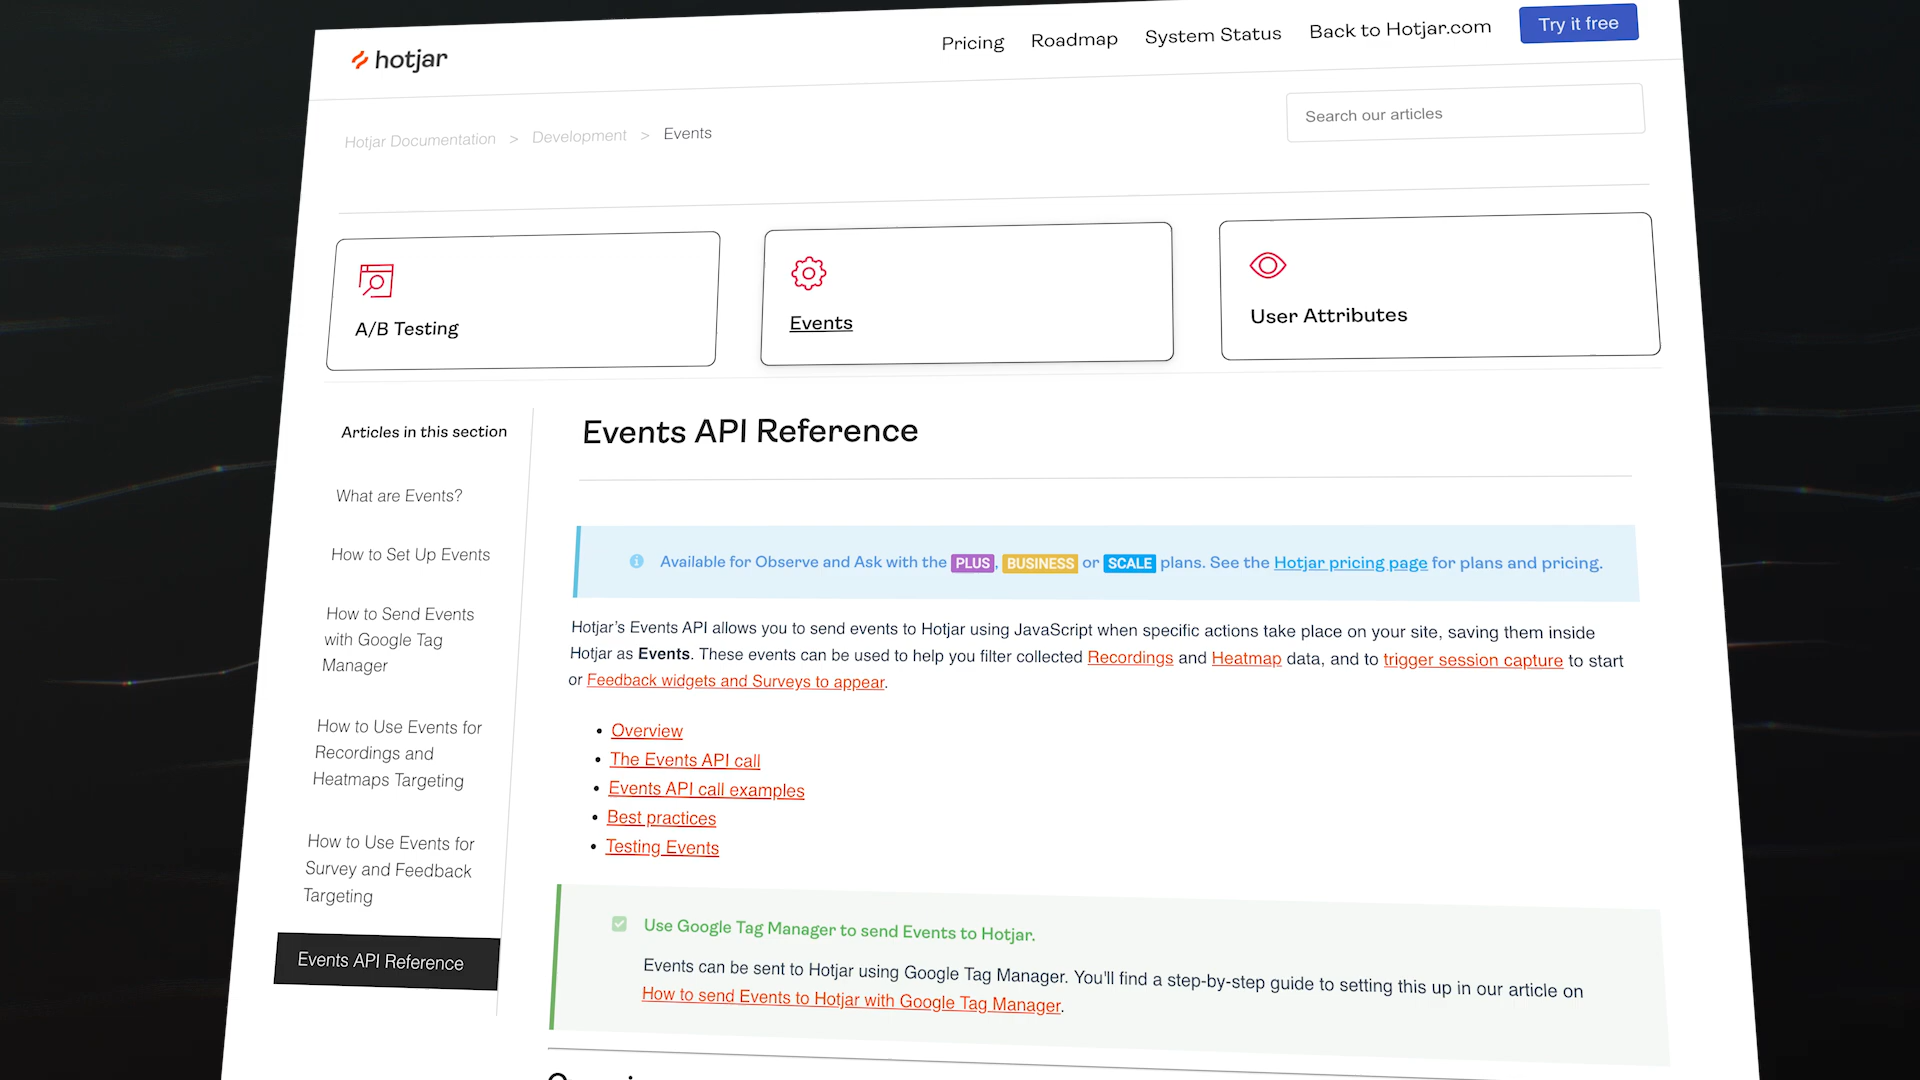 hotjar
Pricing
Roadmap
System Status
Back to Hotjar.com
Try it free
Hotjar Documentation > Development > Events
Search our articles
A/B Testing
Events
User Attributes
Articles in this section
What are Events?
How to Set Up Events
How to Send Events
with Google Tag
Manager
How to Use Events for
Recordings and
Heatmaps Targeting
How to Use Events for
Survey and Feedback
Targeting
Events API Reference
Events API Reference
Available for Observe and Ask with the PLUS, BUSINESS or SCALE plans. See the Hotjar pricing page for plans and pricing.
Hotjar's Events API allows you to send events to Hotjar using JavaScript when specific actions take place on your site, saving them inside
Hotjar as Events. These events can be used to help you filter collected Recordings and Heatmap data, and to trigger session capture to start
or Feedback widgets and Surveys to appear.
• Overview
• The Events API call
• Events API call examples
• Best practices
• Testing Events
Use Google Tag Manager to send Events to Hotjar.
Events can be sent to Hotjar using Google Tag Manager. You'll find a step-by-step guide to setting this up in our article on
How to send Events to Hotjar with Google Tag Manager.